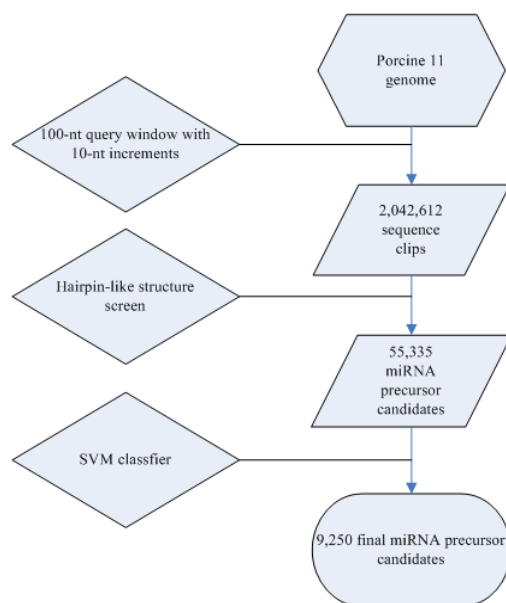 Porcine 11
genome
100-nt query window with
10-nt increments
2,042,612
sequence
clips
Hairpin-like structure
screen
55,335
miRNA
precursor
candidates
SVM classfier
9,250 final miRNA precursor
candidates